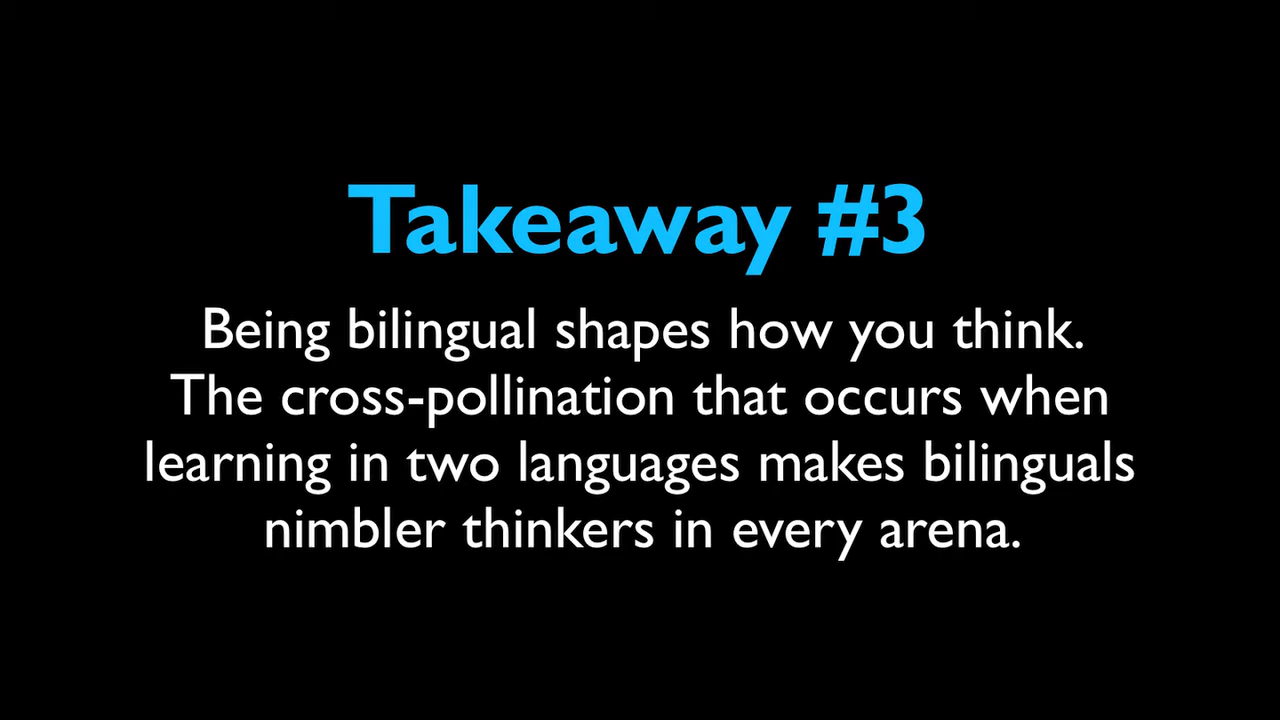 Takeaway #3
Being bilingual shapes how you think.
The cross-pollination that occurs when
learning in two languages makes bilinguals
nimbler thinkers in every arena.